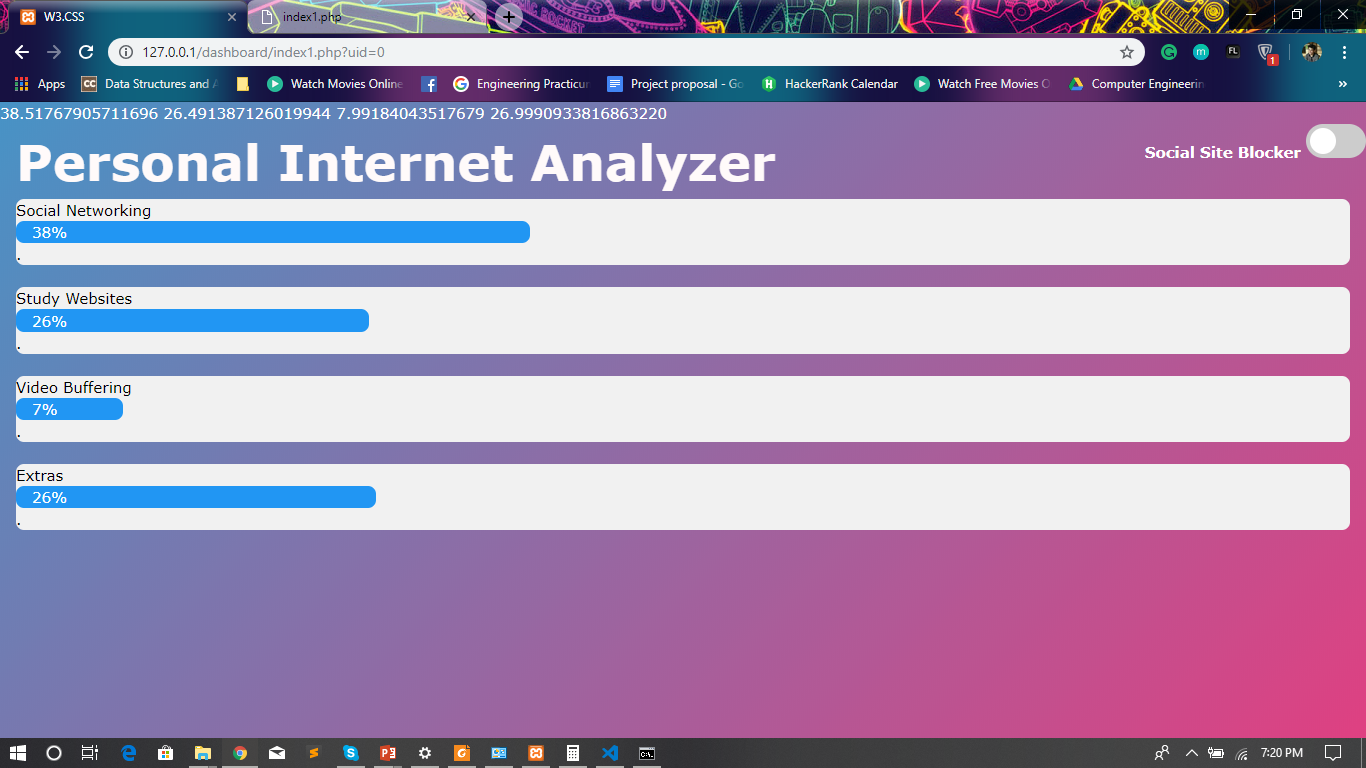 W3.CSS
index1.php
127.0.0.1/dashboard/index1.php?uid=0
FL
1
Apps
Data Structures and A
Watch Movies Online
Engineering Practicur
Project proposal - Go
HackerRank Calendar
Watch Free Movies O
Computer Engineerin
»
38.51767905711696 26.491387126019944 7.99184043517679 26.9990933816863220
Personal Internet Analyzer
Social Site Blocker
Social Networking
38%
.
Study Websites
26%
.
Video Buffering
7%
.
Extras
26%
.
7:20 PM